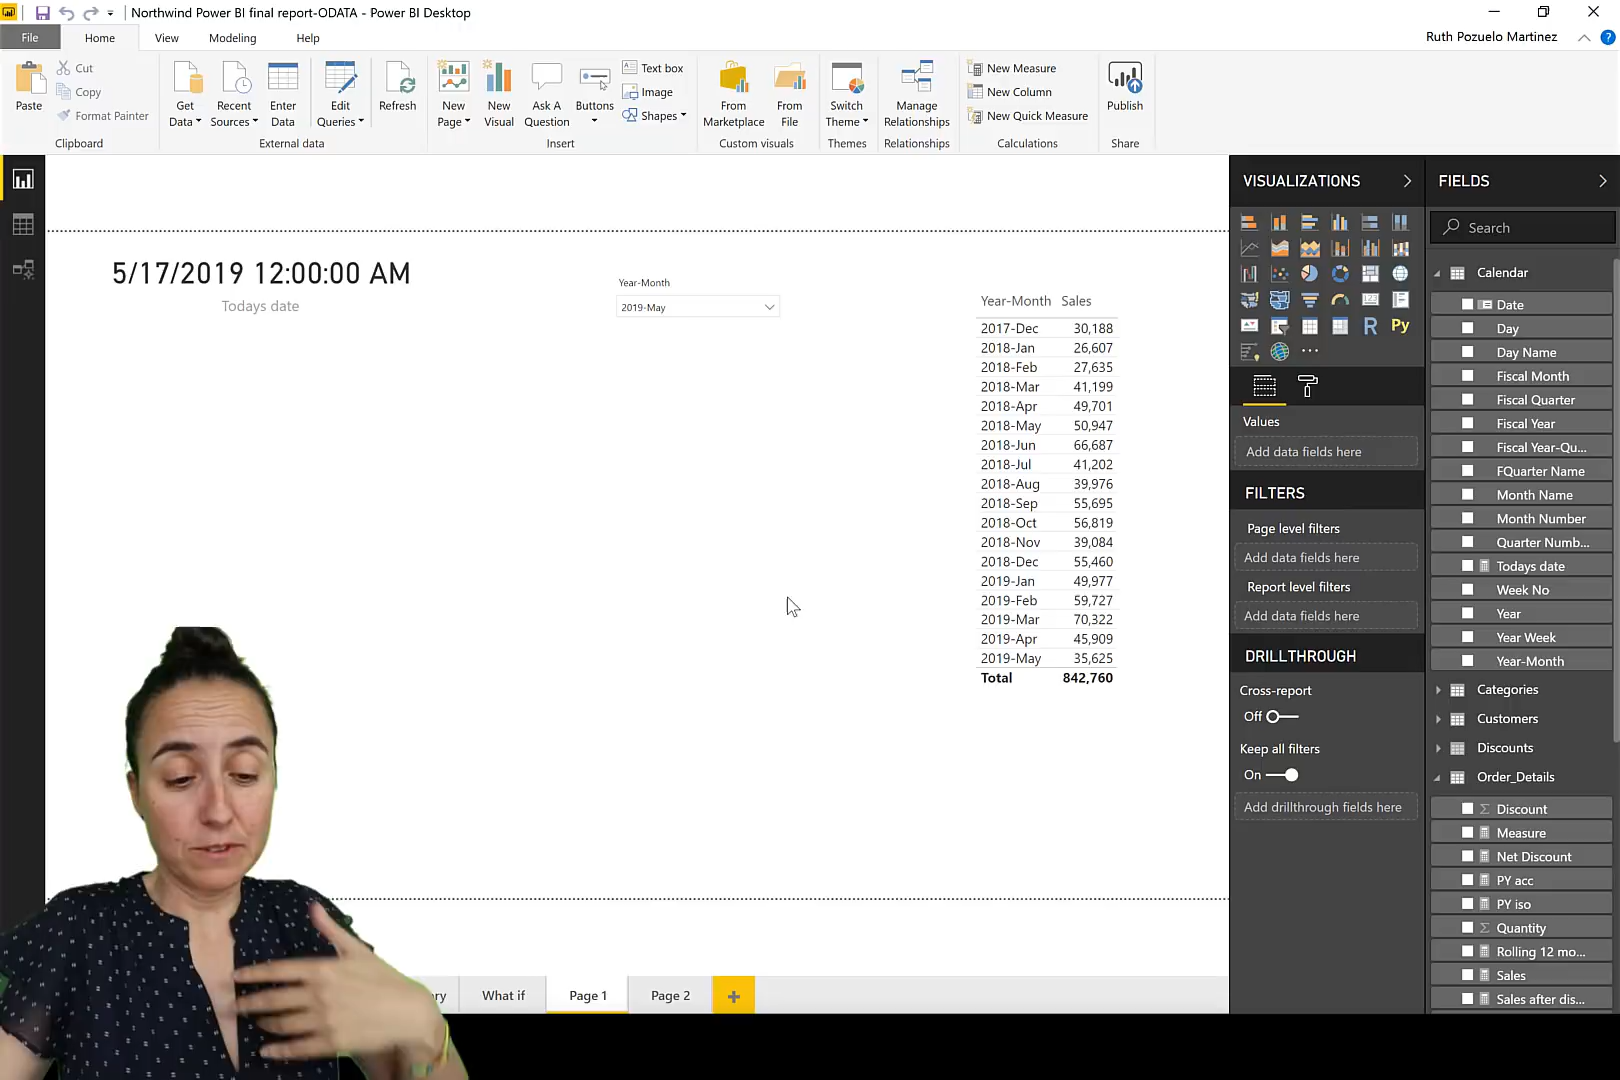 Northwind Power BI final report-ODATA - Power BI Desktop
File
Home
View
Modeling
Help
Ruth Pozuelo Martinez
Paste
Cut
Copy
Format Painter
Clipboard
Get Data
Recent Sources
Enter Data
Edit Queries
Refresh
External data
New Page
New Visual
Ask A Question
Buttons
Text box
Image
Shapes
Insert
From Marketplace
From File
Custom visuals
Switch Theme
Themes
Manage Relationships
Relationships
New Measure
New Column
New Quick Measure
Calculations
Publish
Share
5/17/2019 12:00:00 AM
Todays date
Year-Month
2019-May
Year-Month Sales
2017-Dec 30,188
2018-Jan 26,607
2018-Feb 27,635
2018-Mar 41,199
2018-Apr 49,701
2018-May 50,947
2018-Jun 66,687
2018-Jul 41,202
2018-Aug 39,976
2018-Sep 55,695
2018-Oct 56,819
2018-Nov 39,084
2018-Dec 55,460
2019-Jan 49,977
2019-Feb 59,727
2019-Mar 70,322
2019-Apr 45,909
2019-May 35,625
Total 842,760
ry
What if
Page 1
Page 2
VISUALIZATIONS
R
Py
Values
Add data fields here
FILTERS
Page level filters
Add data fields here
Report level filters
Add data fields here
DRILLTHROUGH
Cross-report
Off
Keep all filters
On
Add drillthrough fields here
FIELDS
Search
Calendar
Date
Day
Day Name
Fiscal Month
Fiscal Quarter
Fiscal Year
Fiscal Year-Qu...
FQuarter Name
Month Name
Month Number
Quarter Numb...
Todays date
Week No
Year
Year Week
Year-Month
Categories
Customers
Discounts
Order_Details
Discount
Measure
Net Discount
PY acc
PY iso
Quantity
Rolling 12 mo...
Sales
Sales after dis...